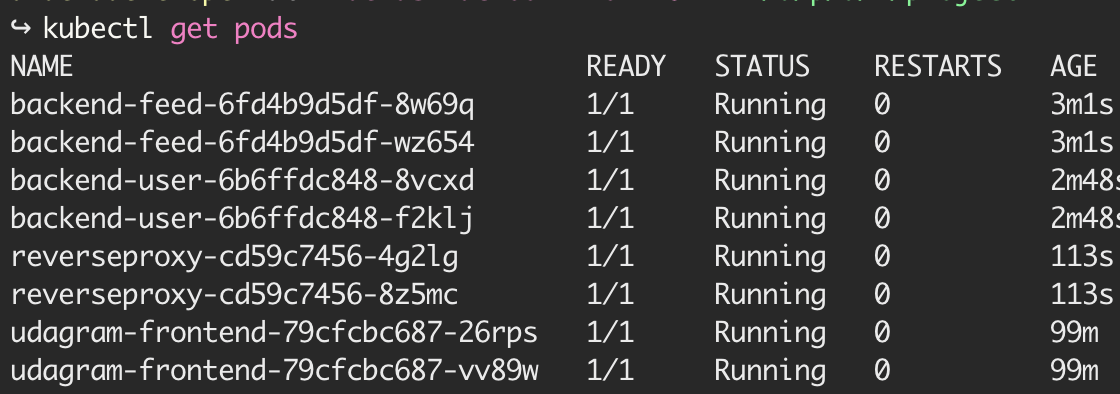 ↪ kubectl get pods
NAME READY STATUS RESTARTS AGE
backend-feed-6fd4b9d5df-8w69q 1/1 Running 0 3m1s
backend-feed-6fd4b9d5df-wz654 1/1 Running 0 3m1s
backend-user-6b6ffdc848-8vcxd 1/1 Running 0 2m48s
backend-user-6b6ffdc848-f2klj 1/1 Running 0 2m48s
reverseproxy-cd59c7456-4g2lg 1/1 Running 0 113s
reverseproxy-cd59c7456-8z5mc 1/1 Running 0 113s
udagram-frontend-79cfcbc687-26rps 1/1 Running 0 99m
udagram-frontend-79cfcbc687-vv89w 1/1 Running 0 99m